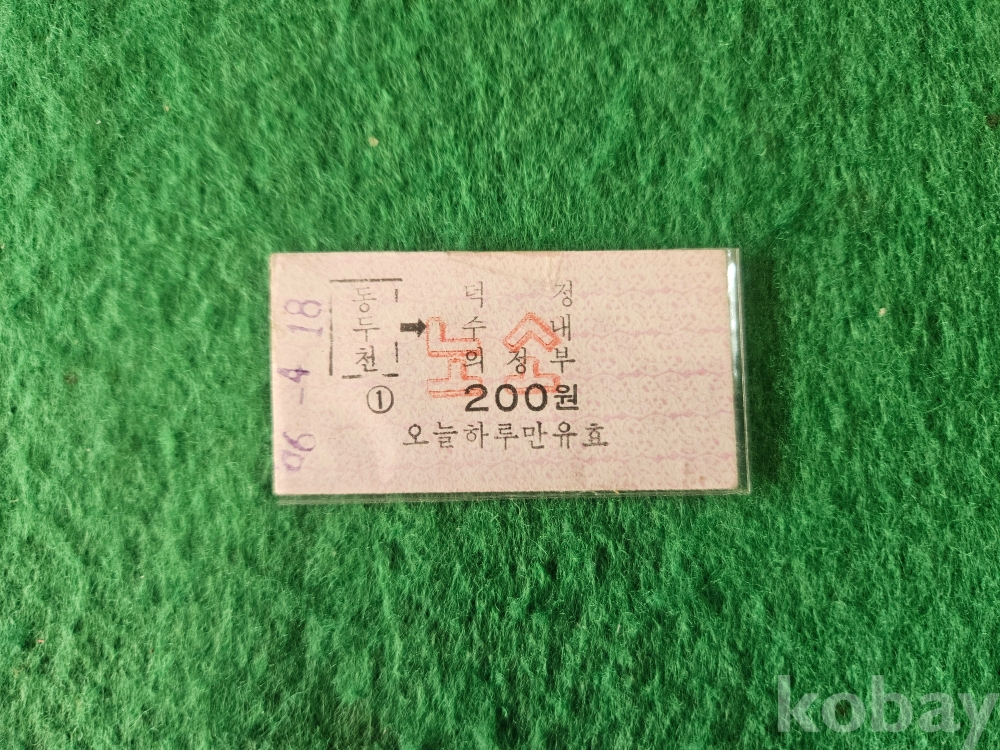 96 -4 18
동두천
➡
덕정
수내
의정부
노소
① 200원
오늘하루만유효
kobay